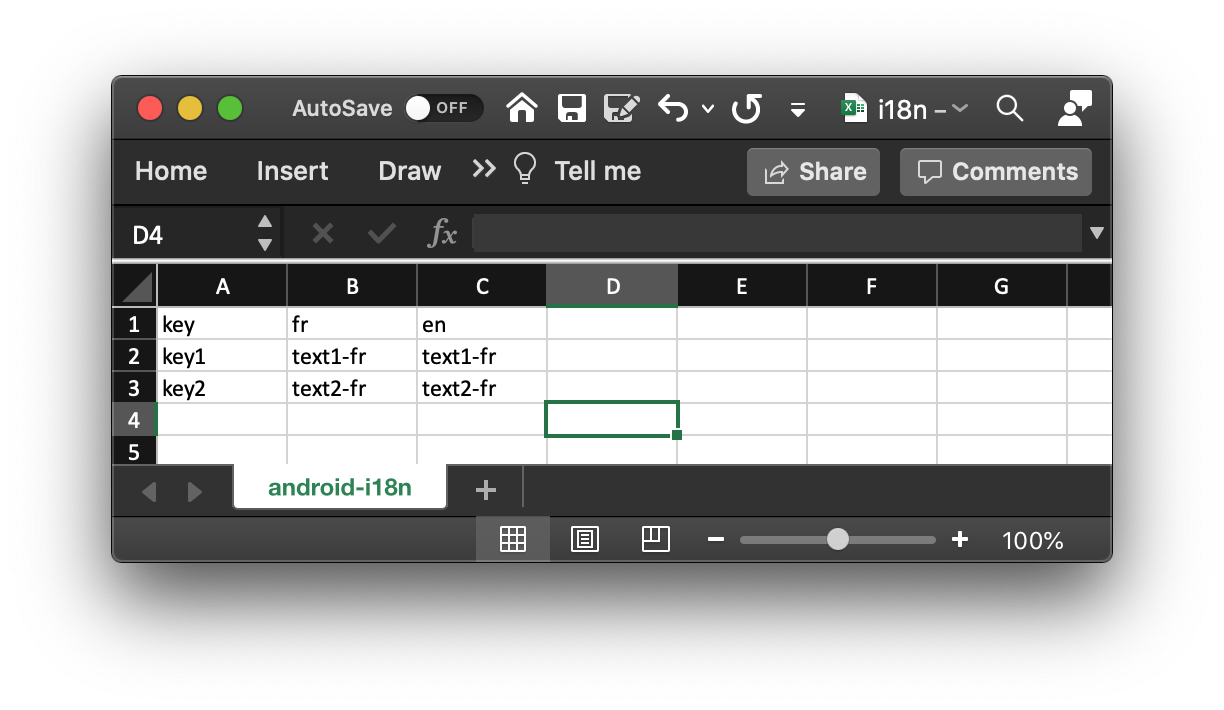 AutoSave OFF i18n –
Home Insert Draw Tell me Share Comments
D4 fx
A B C D E F G
1 key fr en
2 key1 text1-fr text1-fr
3 key2 text2-fr text2-fr
4
5
android-i18n +
100%